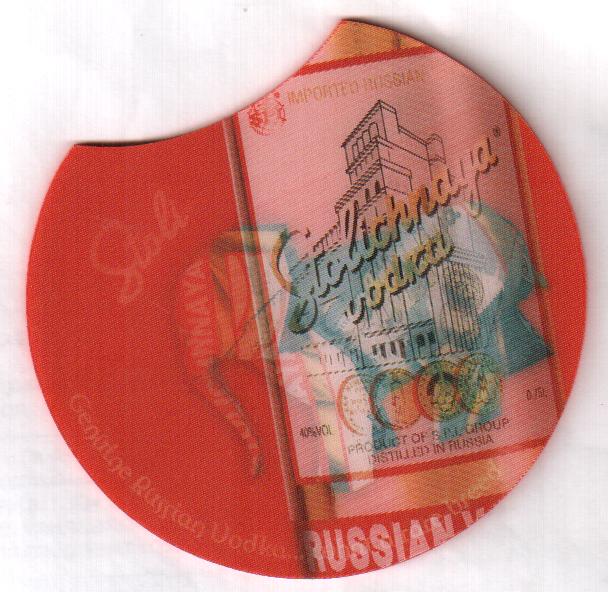 IMPORTED RUSSIAN
Stoli
Stolichnaya®
vodka
40%VOL
0,75L
PRODUCT OF S.P.I. GROUP
DISTILLED IN RUSSIA
Genuine Russian Vodka...
RUSSIAN V